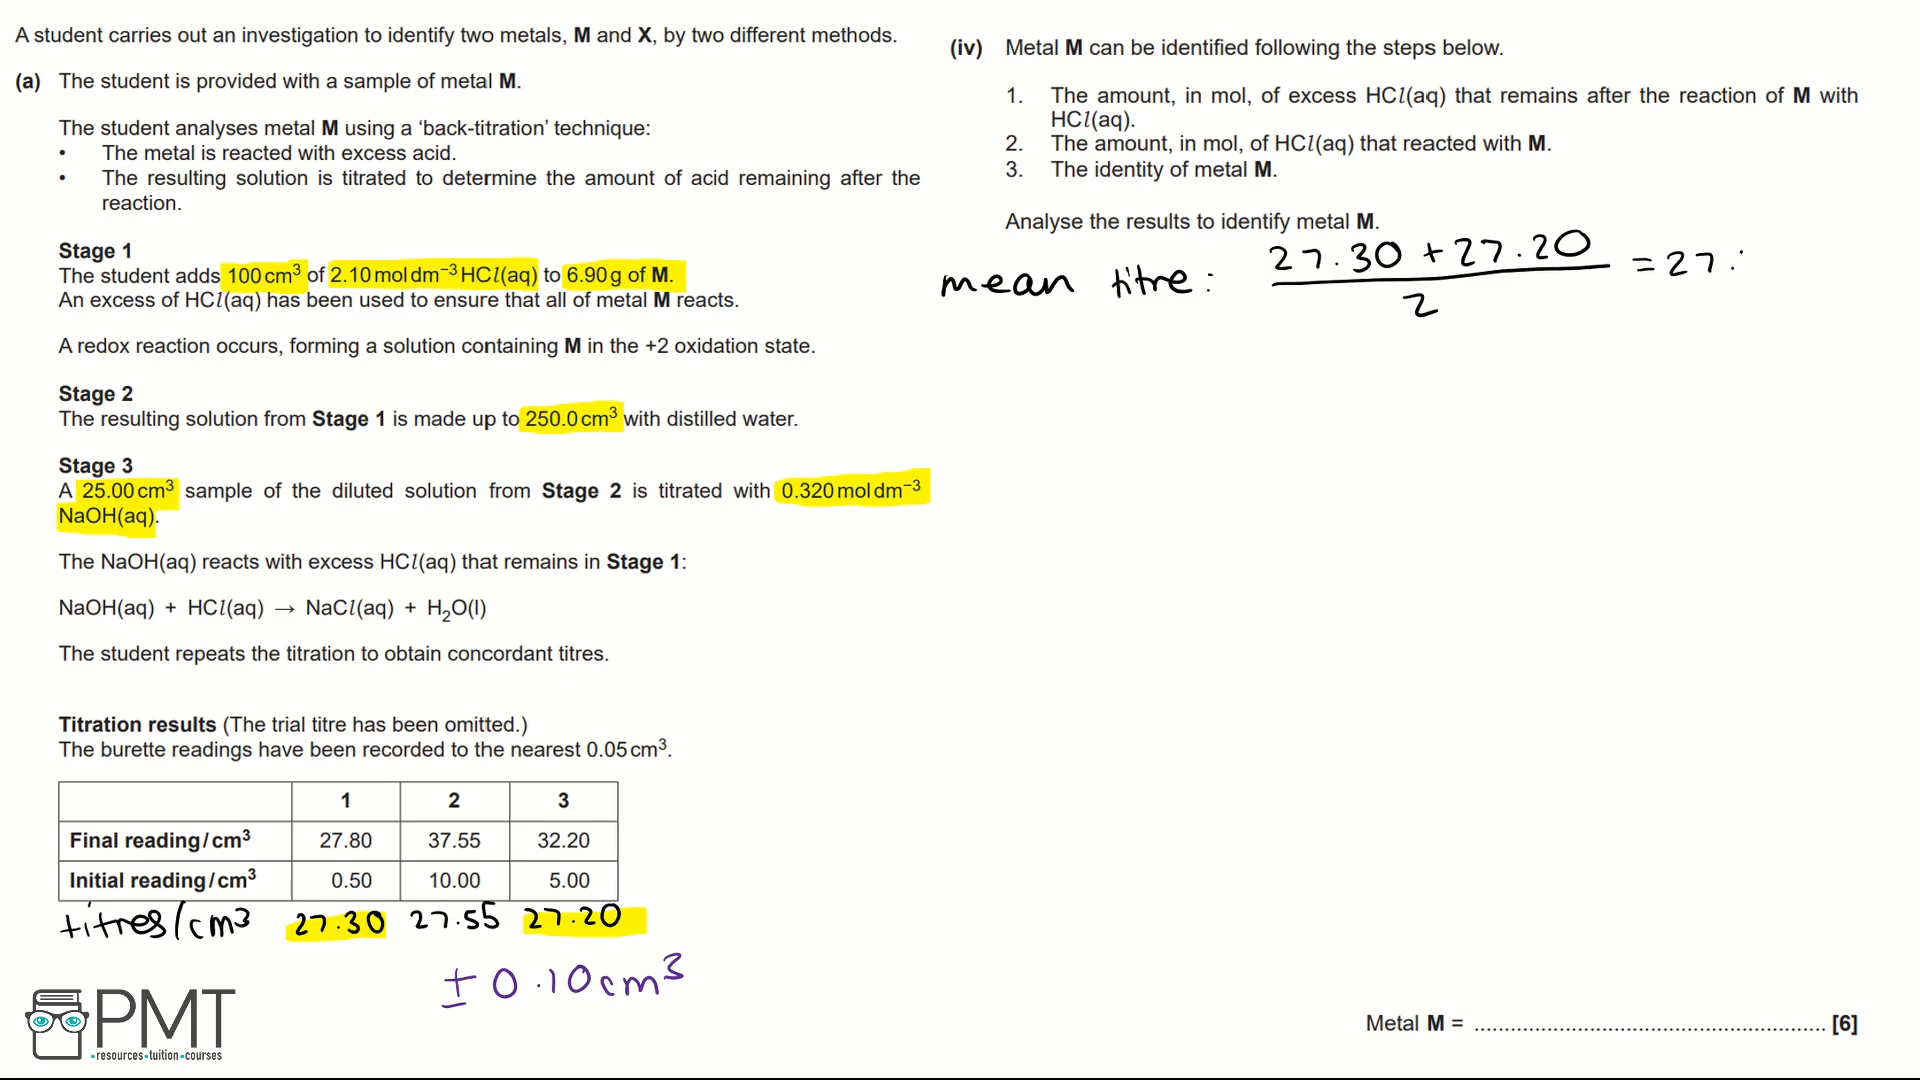 A student carries out an investigation to identify two metals, M and X, by two different methods.
(a) The student is provided with a sample of metal M.
The student analyses metal M using a ‘back-titration’ technique:
• The metal is reacted with excess acid.
• The resulting solution is titrated to determine the amount of acid remaining after the
reaction.
Stage 1
The student adds 100 cm³ of 2.10 mol dm⁻³ HCl(aq) to 6.90 g of M.
An excess of HCl(aq) has been used to ensure that all of metal M reacts.
A redox reaction occurs, forming a solution containing M in the +2 oxidation state.
Stage 2
The resulting solution from Stage 1 is made up to 250.0 cm³ with distilled water.
Stage 3
A 25.00 cm³ sample of the diluted solution from Stage 2 is titrated with 0.320 mol dm⁻³
NaOH(aq).
The NaOH(aq) reacts with excess HCl(aq) that remains in Stage 1:
NaOH(aq) + HCl(aq) → NaCl(aq) + H₂O(l)
The student repeats the titration to obtain concordant titres.
Titration results (The trial titre has been omitted.)
The burette readings have been recorded to the nearest 0.05 cm³.
1 2 3
Final reading / cm³ 27.80 37.55 32.20
Initial reading / cm³ 0.50 10.00 5.00
titres / cm³ 27.30 27.55 27.20
± 0.10 cm³
PMT
•resources•tuition•courses
(iv) Metal M can be identified following the steps below.
1. The amount, in mol, of excess HCl(aq) that remains after the reaction of M with
HCl(aq).
2. The amount, in mol, of HCl(aq) that reacted with M.
3. The identity of metal M.
Analyse the results to identify metal M.
mean titre: 27.30 + 27.20 = 27.
2
Metal M = ............................................................ [6]